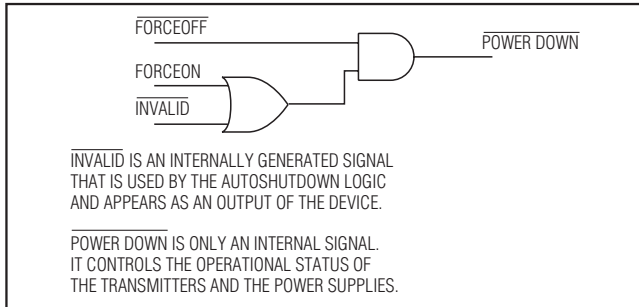 FORCEOFF
POWER DOWN
FORCEON
INVALID
INVALID IS AN INTERNALLY GENERATED SIGNAL
THAT IS USED BY THE AUTOSHUTDOWN LOGIC
AND APPEARS AS AN OUTPUT OF THE DEVICE.
POWER DOWN IS ONLY AN INTERNAL SIGNAL.
IT CONTROLS THE OPERATIONAL STATUS OF
THE TRANSMITTERS AND THE POWER SUPPLIES.